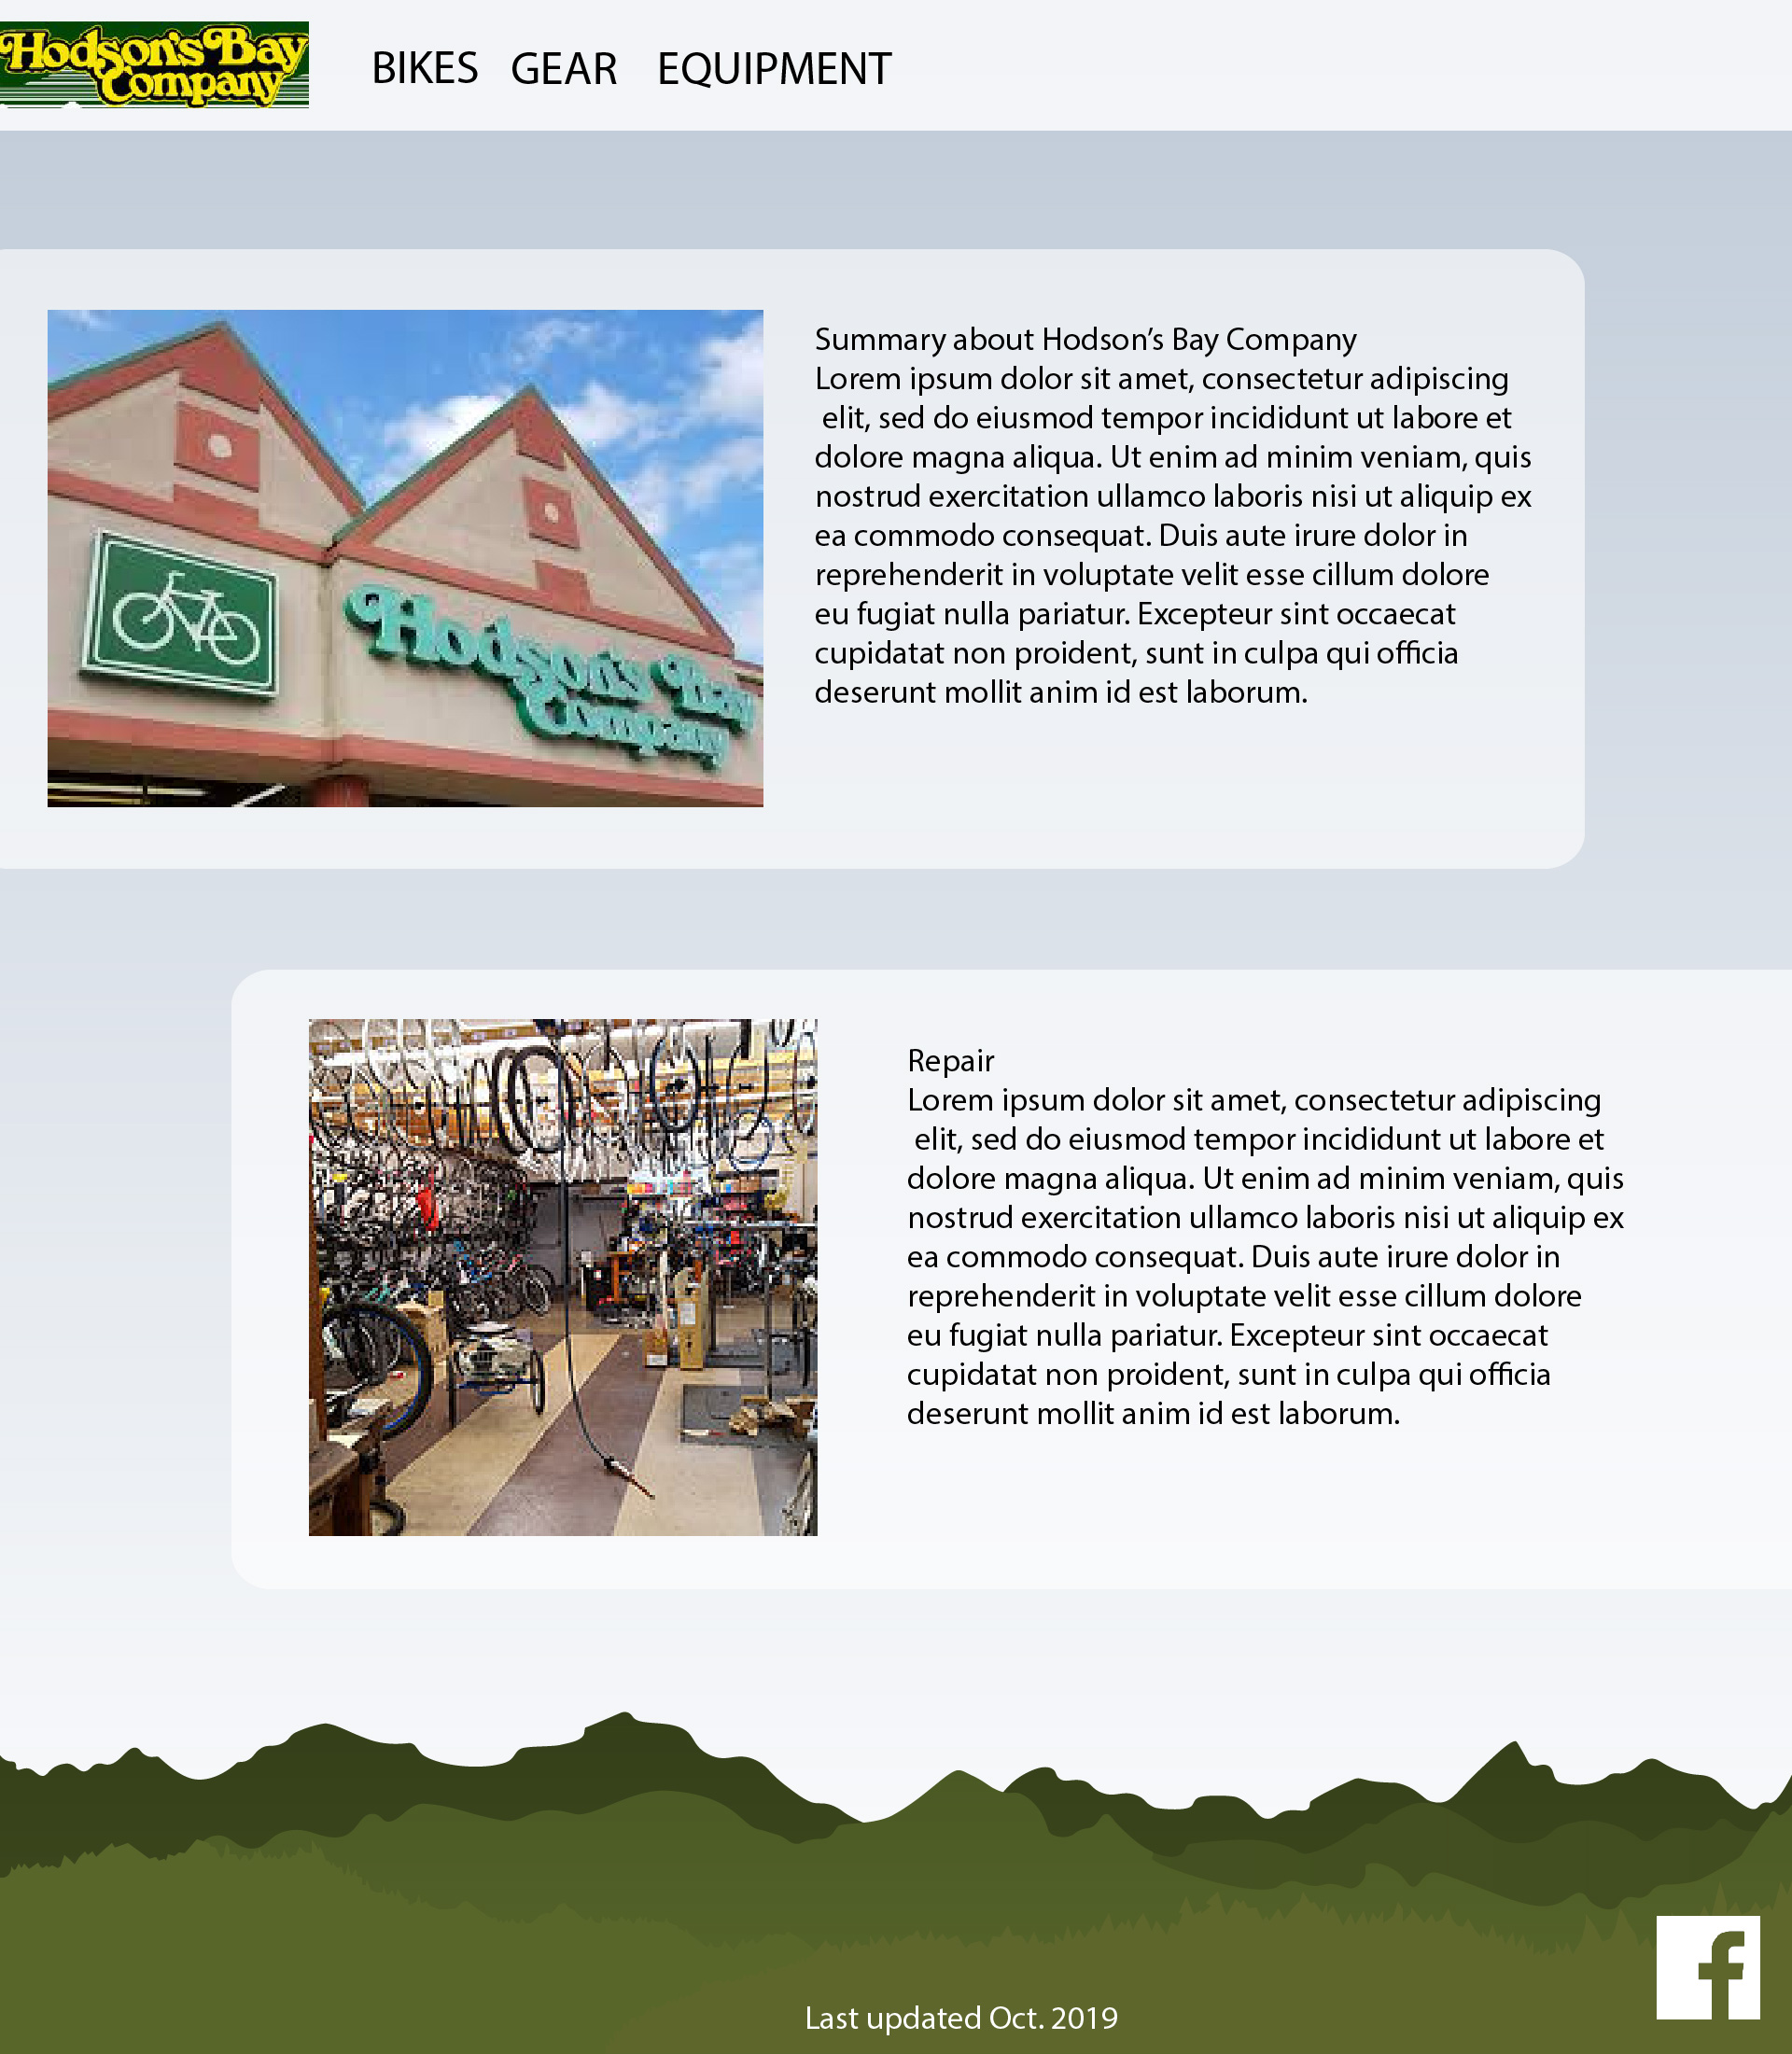 Hodson's Bay
Company
BIKES GEAR EQUIPMENT
Hodson's Bay
Company
Summary about Hodson’s Bay Company
Lorem ipsum dolor sit amet, consectetur adipiscing
elit, sed do eiusmod tempor incididunt ut labore et
dolore magna aliqua. Ut enim ad minim veniam, quis
nostrud exercitation ullamco laboris nisi ut aliquip ex
ea commodo consequat. Duis aute irure dolor in
reprehenderit in voluptate velit esse cillum dolore
eu fugiat nulla pariatur. Excepteur sint occaecat
cupidatat non proident, sunt in culpa qui officia
deserunt mollit anim id est laborum.
Repair
Lorem ipsum dolor sit amet, consectetur adipiscing
elit, sed do eiusmod tempor incididunt ut labore et
dolore magna aliqua. Ut enim ad minim veniam, quis
nostrud exercitation ullamco laboris nisi ut aliquip ex
ea commodo consequat. Duis aute irure dolor in
reprehenderit in voluptate velit esse cillum dolore
eu fugiat nulla pariatur. Excepteur sint occaecat
cupidatat non proident, sunt in culpa qui officia
deserunt mollit anim id est laborum.
f
Last updated Oct. 2019